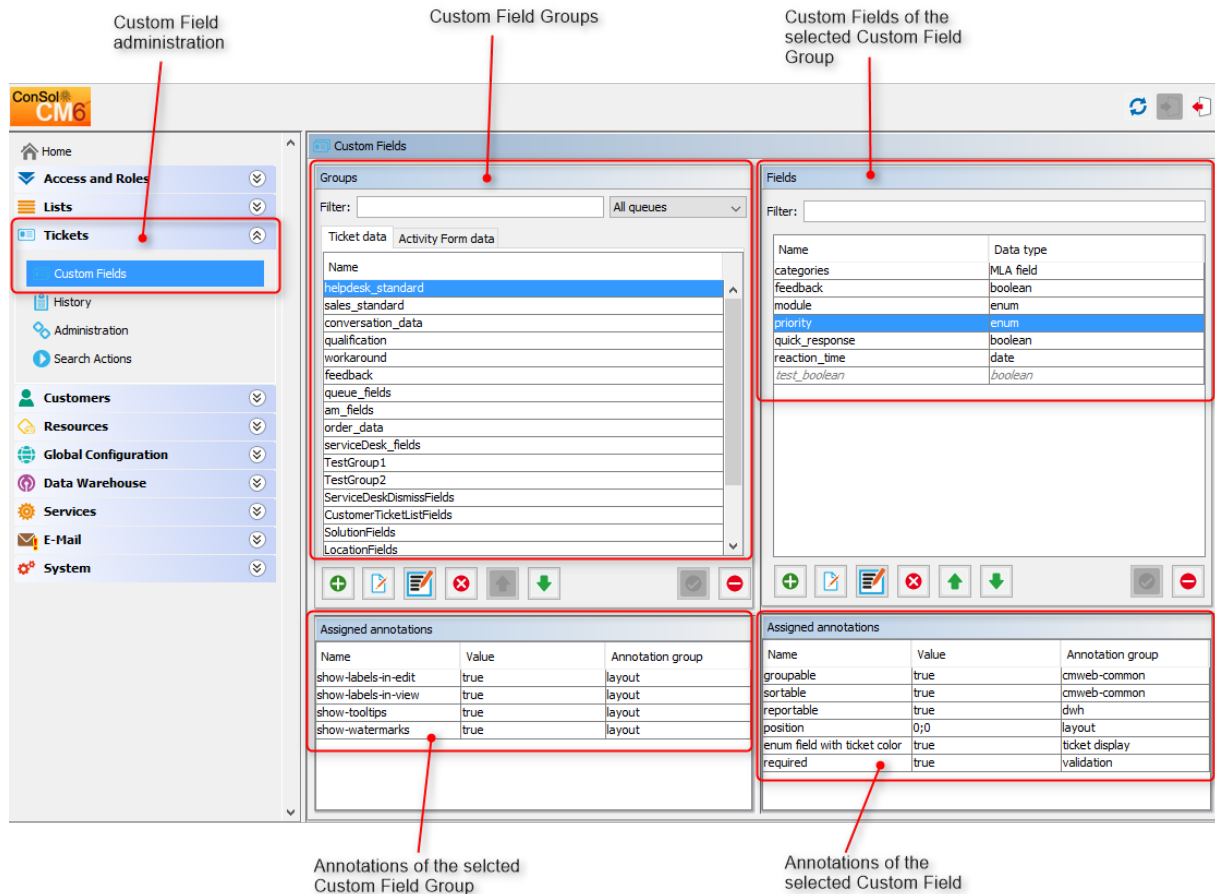 Custom Field
administration
Custom Field Groups
Custom Fields of the
selected Custom Field
Group
ConSol
CM6
Home
Access and Roles
Lists
Tickets
Custom Fields
History
Administration
Search Actions
Customers
Resources
Global Configuration
Data Warehouse
Services
E-Mail
System
Custom Fields
Groups
Filter:
All queues
Ticket data
Activity Form data
Name
helpdesk_standard
sales_standard
conversation_data
qualification
workaround
feedback
queue_fields
am_fields
order_data
serviceDesk_fields
TestGroup1
TestGroup2
ServiceDeskDismissFields
CustomerTicketListFields
SolutionFields
LocationFields
Fields
Filter:
Name Data type
categories MLA field
feedback boolean
module enum
priority enum
quick_response boolean
reaction_time date
test_boolean boolean
Assigned annotations
Name Value Annotation group
show-labels-in-edit true layout
show-labels-in-view true layout
show-tooltips true layout
show-watermarks true layout
Assigned annotations
Name Value Annotation group
groupable true cmweb-common
sortable true cmweb-common
reportable true dwh
position 0;0 layout
enum field with ticket color true ticket display
required true validation
Annotations of the selcted
Custom Field Group
Annotations of the
selected Custom Field